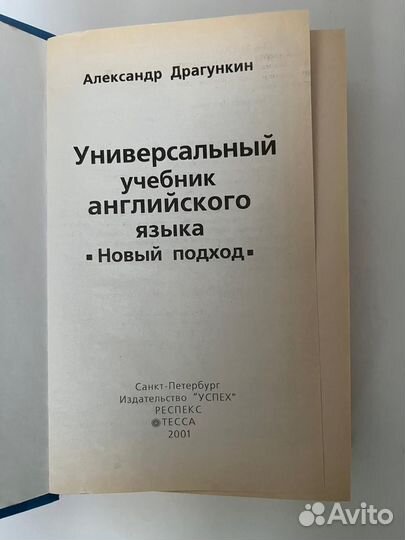 Александр Драгункин
Универсальный
учебник
английского
языка
▪ Новый подход ▪
Санкт-Петербург
Издательство "УСПЕХ"
РЕСПЕКС
ТЕССА
2001
Avito